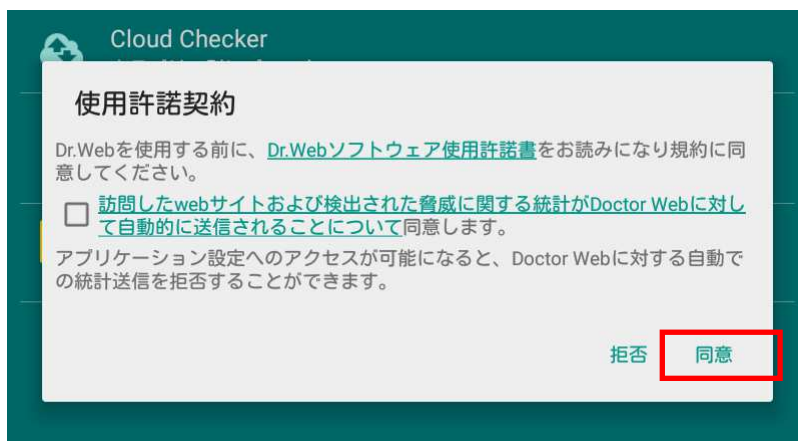 Cloud Checker
使用許諾契約
Dr.Webを使用する前に、Dr.Webソフトウェア使用許諾書をお読みになり規約に同
意してください。
訪問したwebサイトおよび検出された脅威に関する統計がDoctor Webに対し
て自動的に送信されることについて同意します。
アプリケーション設定へのアクセスが可能になると、Doctor Webに対する自動で
の統計送信を拒否することができます。
拒否 同意